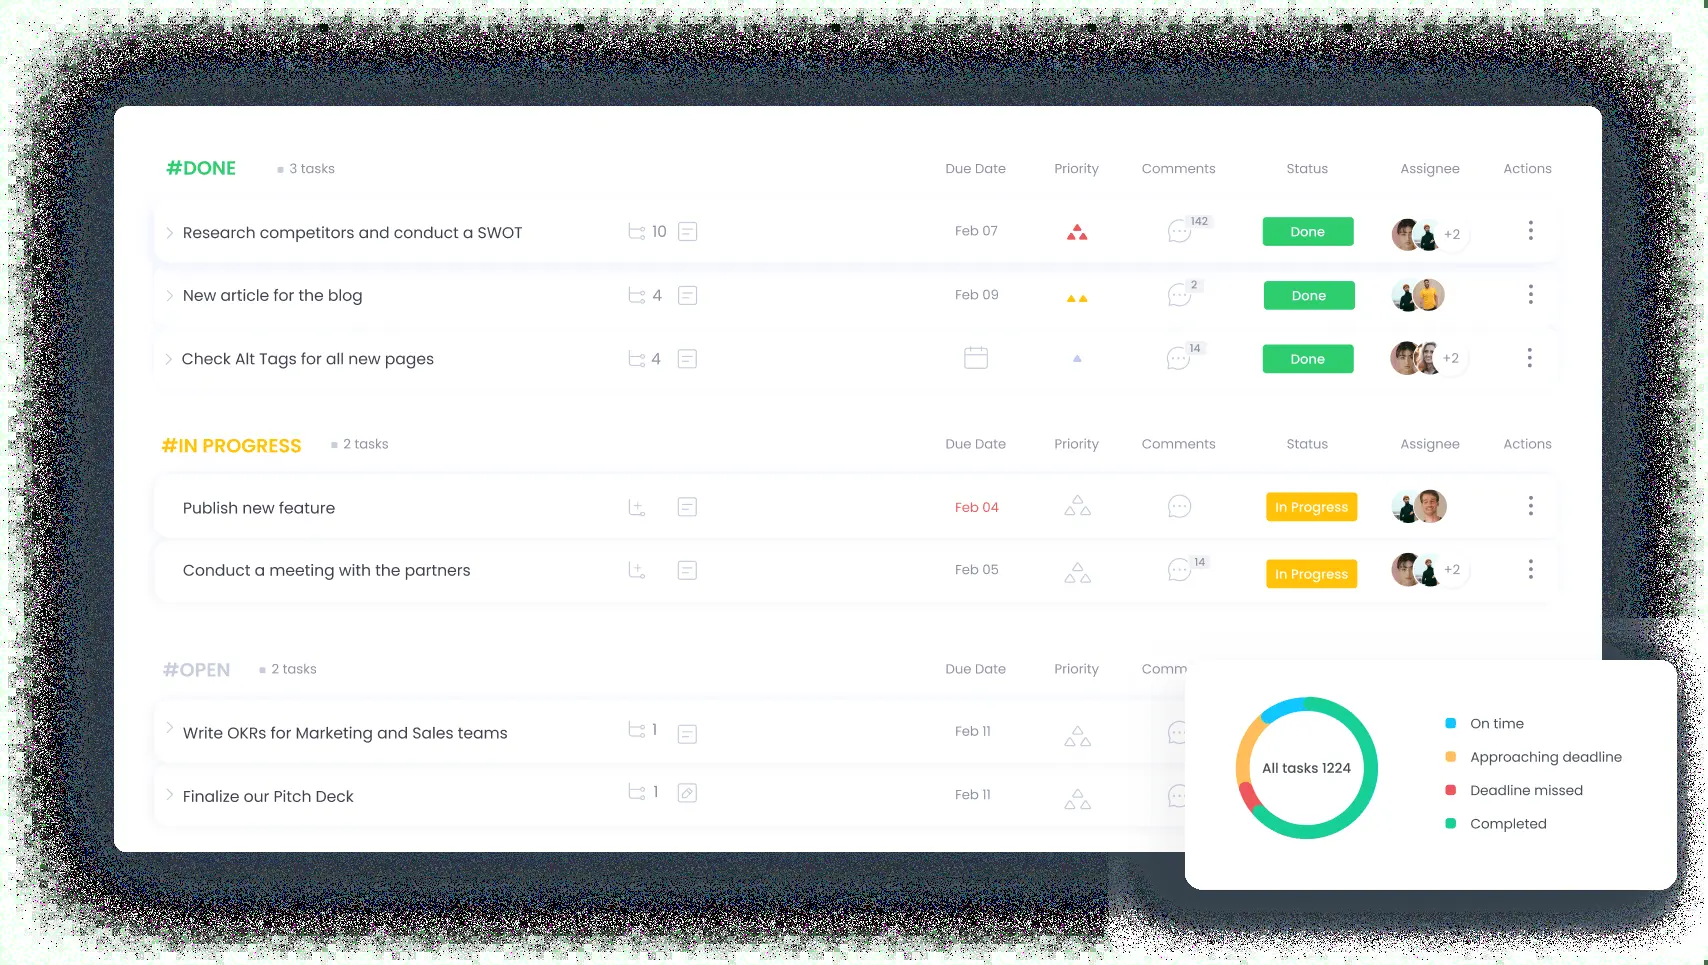 #DONE 3 tasks Due Date Priority Comments Status Assignee Actions
Research competitors and conduct a SWOT 10 Feb 07 142 Done +2
New article for the blog 4 Feb 09 2 Done
Check Alt Tags for all new pages 4 14 Done +2
#IN PROGRESS 2 tasks Due Date Priority Comments Status Assignee Actions
Publish new feature Feb 04 In Progress
Conduct a meeting with the partners Feb 05 14 In Progress +2
#OPEN 2 tasks Due Date Priority Comm
Write OKRs for Marketing and Sales teams 1 Feb 11
Finalize our Pitch Deck 1 Feb 11
All tasks 1224
On time
Approaching deadline
Deadline missed
Completed